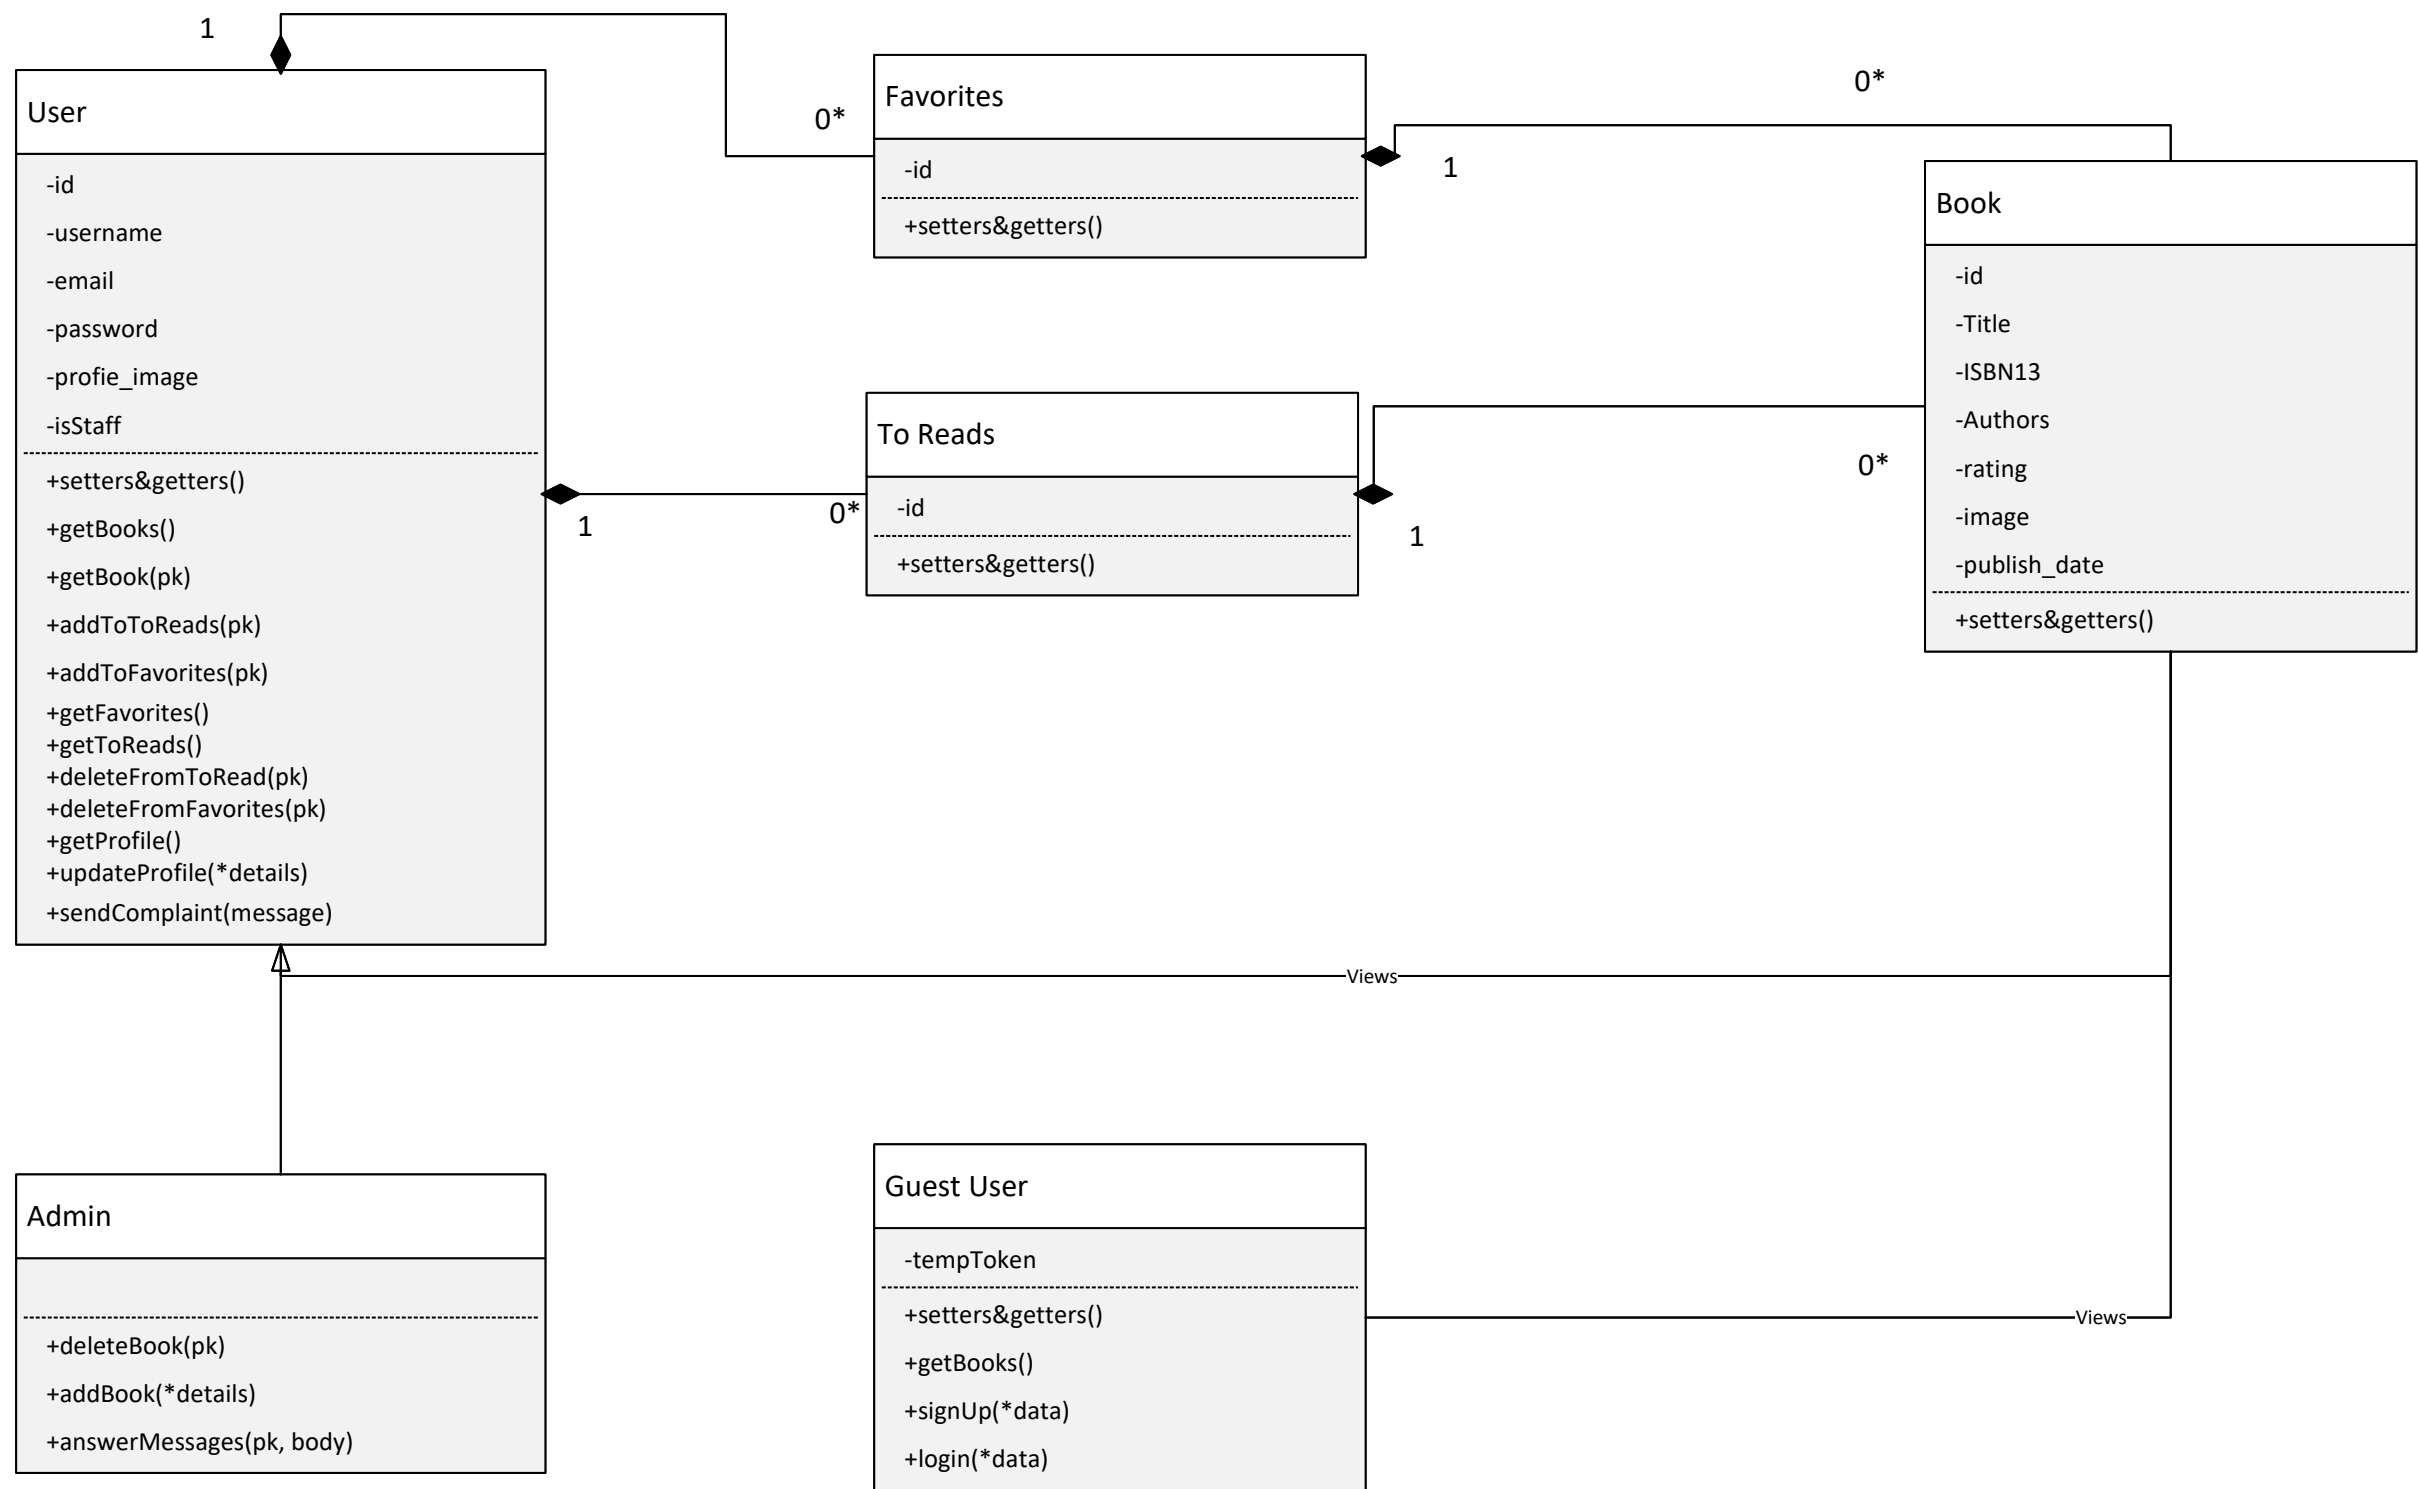 1
User
-id
-username
-email
-password
-profie_image
-isStaff
+setters&getters()
+getBooks()
+getBook(pk)
+addToToReads(pk)
+addToFavorites(pk)
+getFavorites()
+getToReads()
+deleteFromToRead(pk)
+deleteFromFavorites(pk)
+getProfile()
+updateProfile(*details)
+sendComplaint(message)
0*
Favorites
-id
+setters&getters()
1
0*
1
0*
To Reads
-id
+setters&getters()
1
0*
Book
-id
-Title
-ISBN13
-Authors
-rating
-image
-publish_date
+setters&getters()
Views
Admin
+deleteBook(pk)
+addBook(*details)
+answerMessages(pk, body)
Guest User
-tempToken
+setters&getters()
+getBooks()
+signUp(*data)
+login(*data)
Views